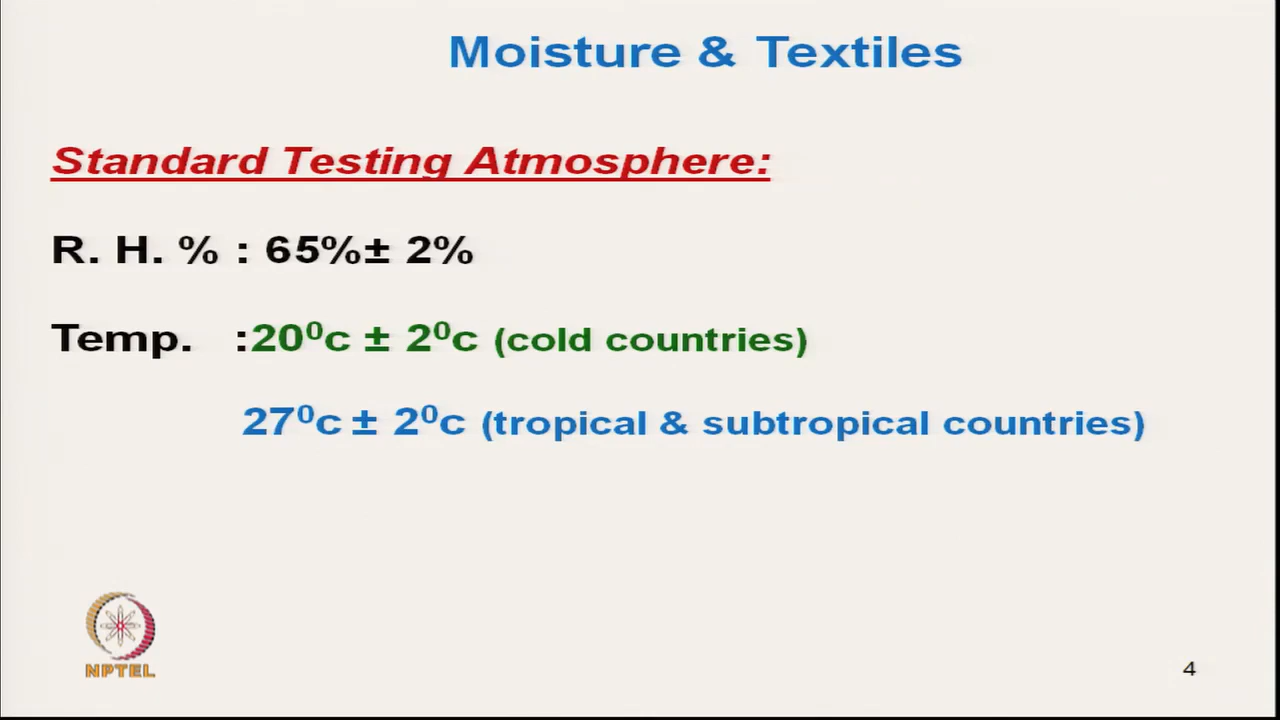 Moisture & Textiles
Standard Testing Atmosphere:
R. H. % : 65%± 2%
Temp. :20⁰c ± 2⁰c (cold countries)
27⁰c ± 2⁰c (tropical & subtropical countries)
NPTEL
4